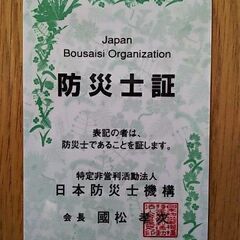 Japan
Bousaisi Organization
防災士証
表記の者は、
防災士であることを証します。
特定非営利活動法人
日本防災士機構
会長 國松 孝次